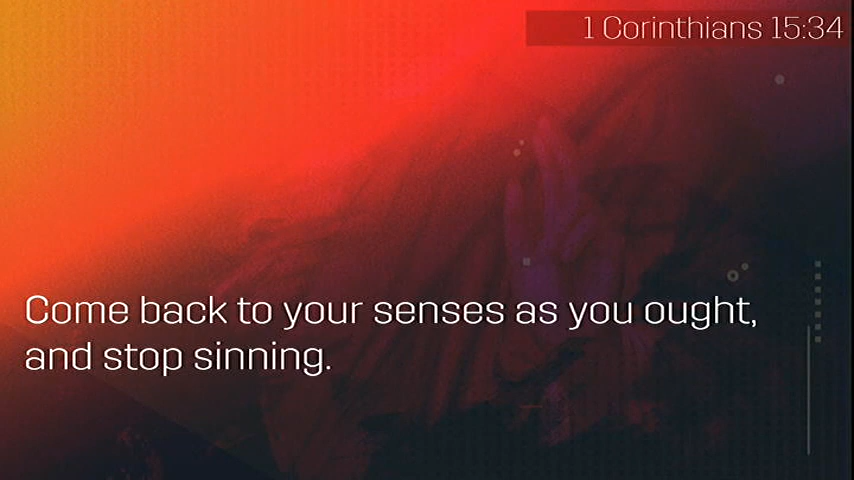 1 Corinthians 15:34
Come back to your senses as you ought,
and stop sinning.